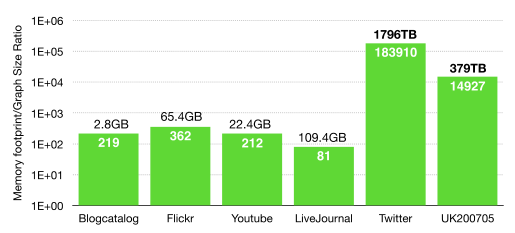 Memory footprint/Graph Size Ratio
1E+06
1E+05
1E+04
1E+03
1E+02
1E+01
1E+00
2.8GB
219
65.4GB
362
22.4GB
212
109.4GB
81
1796TB
183910
379TB
14927
Blogcatalog
Flickr
Youtube
LiveJournal
Twitter
UK200705